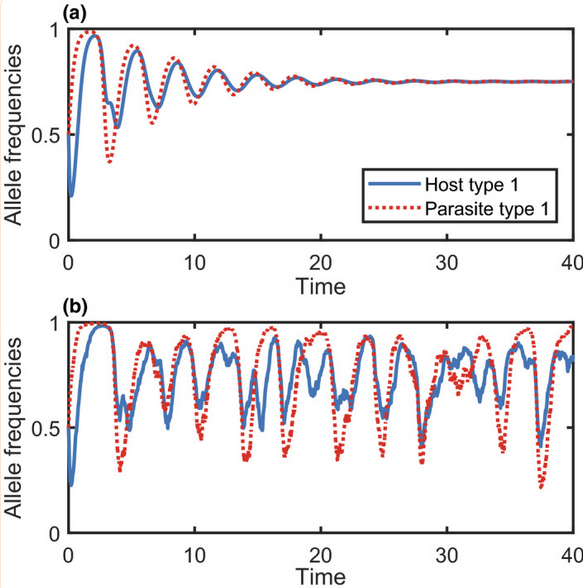 (a)
1
0.5
0
Allele frequencies
Host type 1
Parasite type 1
0 10 20 30 40
Time
(b)
1
0.5
0
Allele frequencies
0 10 20 30 40
Time